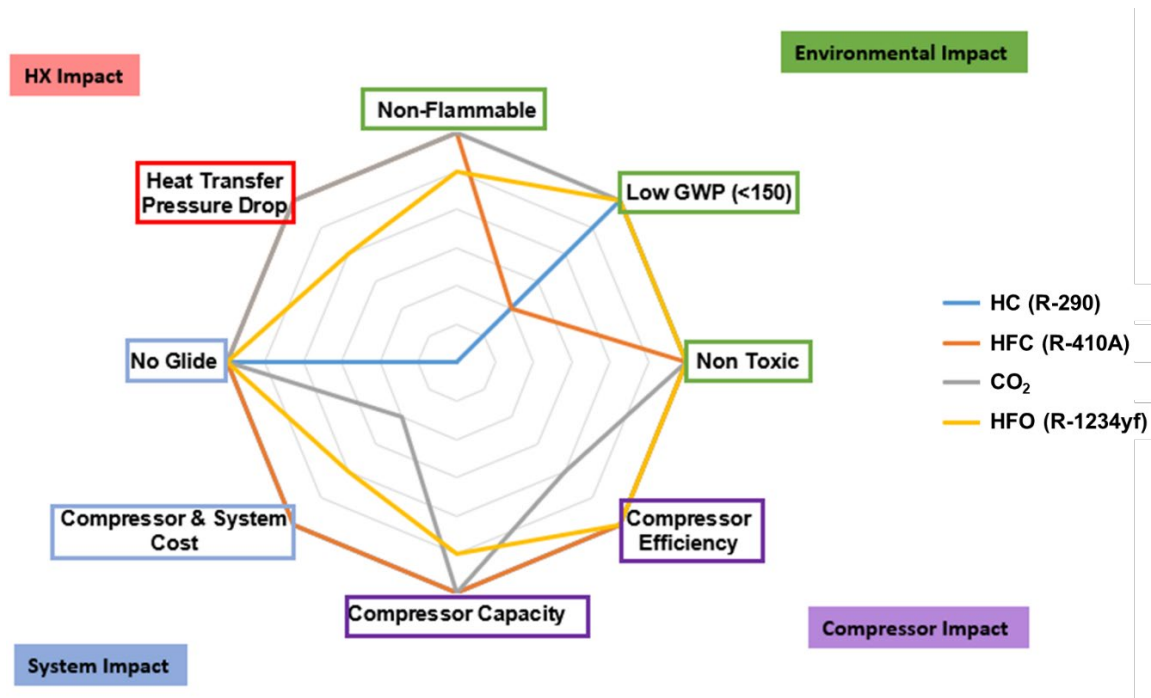 HX Impact
Environmental Impact
Non-Flammable
Heat Transfer
Pressure Drop
Low GWP (<150)
HC (R-290)
HFC (R-410A)
CO₂
HFO (R-1234yf)
No Glide
Non Toxic
Compressor & System
Cost
Compressor
Efficiency
Compressor Capacity
Compressor Impact
System Impact